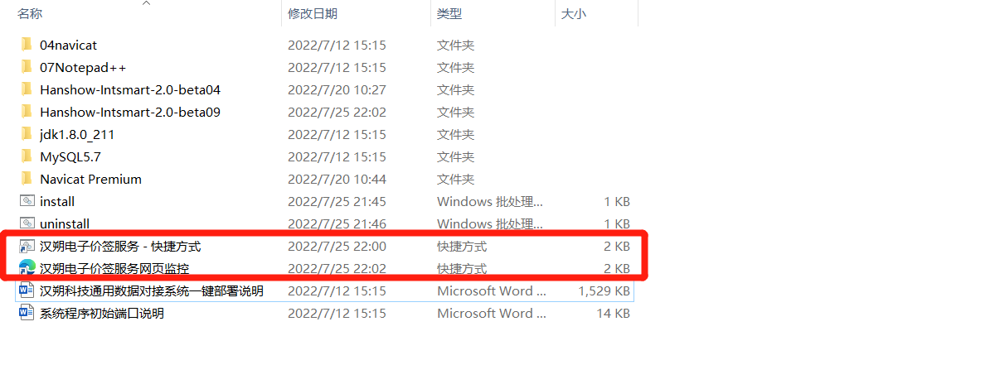 名称 修改日期 类型 大小
04navicat 2022/7/12 15:15 文件夹
07Notepad++ 2022/7/12 15:15 文件夹
Hanshow-Intsmart-2.0-beta04 2022/7/20 10:27 文件夹
Hanshow-Intsmart-2.0-beta09 2022/7/25 22:02 文件夹
jdk1.8.0_211 2022/7/12 15:15 文件夹
MySQL5.7 2022/7/12 15:15 文件夹
Navicat Premium 2022/7/20 10:44 文件夹
install 2022/7/25 21:45 Windows 批处理... 1 KB
uninstall 2022/7/25 21:46 Windows 批处理... 1 KB
汉朔电子价签服务 - 快捷方式 2022/7/25 22:00 快捷方式 2 KB
汉朔电子价签服务网页监控 2022/7/25 22:02 快捷方式 2 KB
汉朔科技通用数据对接系统一键部署说明 2022/7/12 15:15 Microsoft Word ... 1,529 KB
系统程序初始端口说明 2022/7/12 15:15 Microsoft Word ... 14 KB